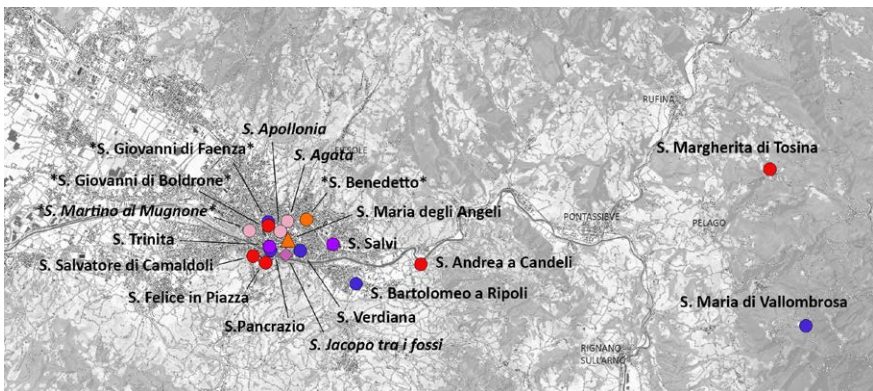 RUFINA
S. Apollonia
*S. Giovanni di Faenza*
FIESOLE
S. Agata
S. Margherita di Tosina
*S. Giovanni di Boldrone*
*S. Benedetto*
*S. Martino al Mugnone*
S. Maria degli Angeli
PONTASSIEVE
PELAGO
S. Trinita
S. Salvi
S. Salvatore di Camaldoli
S. Andrea a Candeli
S. Felice in Piazza
S. Bartolomeo a Ripoli
S. Maria di Vallombrosa
S.Pancrazio
S. Verdiana
S. Jacopo tra i fossi
RIGNANO
SULL'ARNO